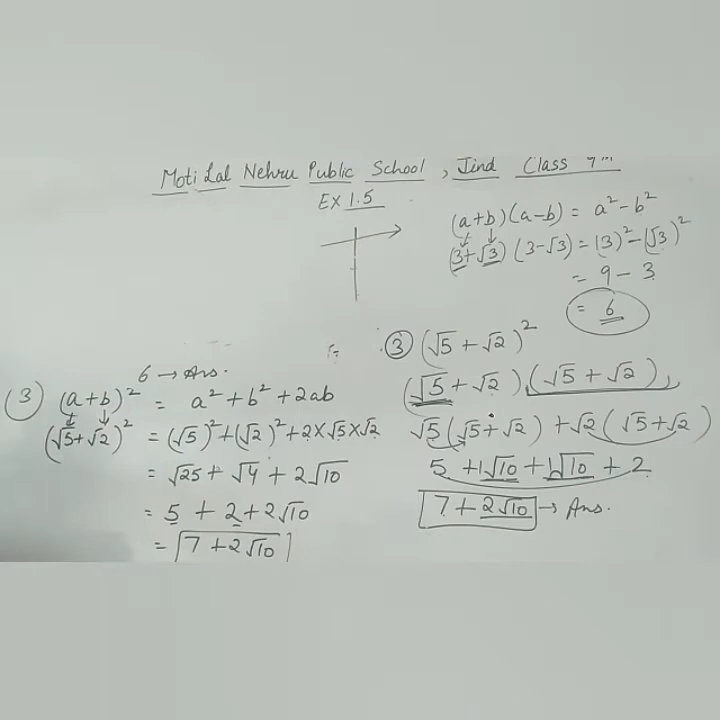 Moti Lal Nehru Public School, Jind Class 9th
EX 1.5
(a+b)(a-b) = a²-b²
(3+√3)(3-√3) = (3)²-(√3)²
= 9 - 3
= 6
6 → Ans.
(3) (a+b)² = a² + b² + 2ab
(√5+√2)² = (√5)²+(√2)²+2×√5×√2
= √25 + √4 + 2√10
= 5 + 2 + 2√10
= 7+2√10
③ (√5 + √2)²
(√5 + √2), (√5 + √2),
√5(√5+√2) + √2(√5+√2)
5 + 1√10 + 1√10 + 2
7 + 2√10 → Ans.